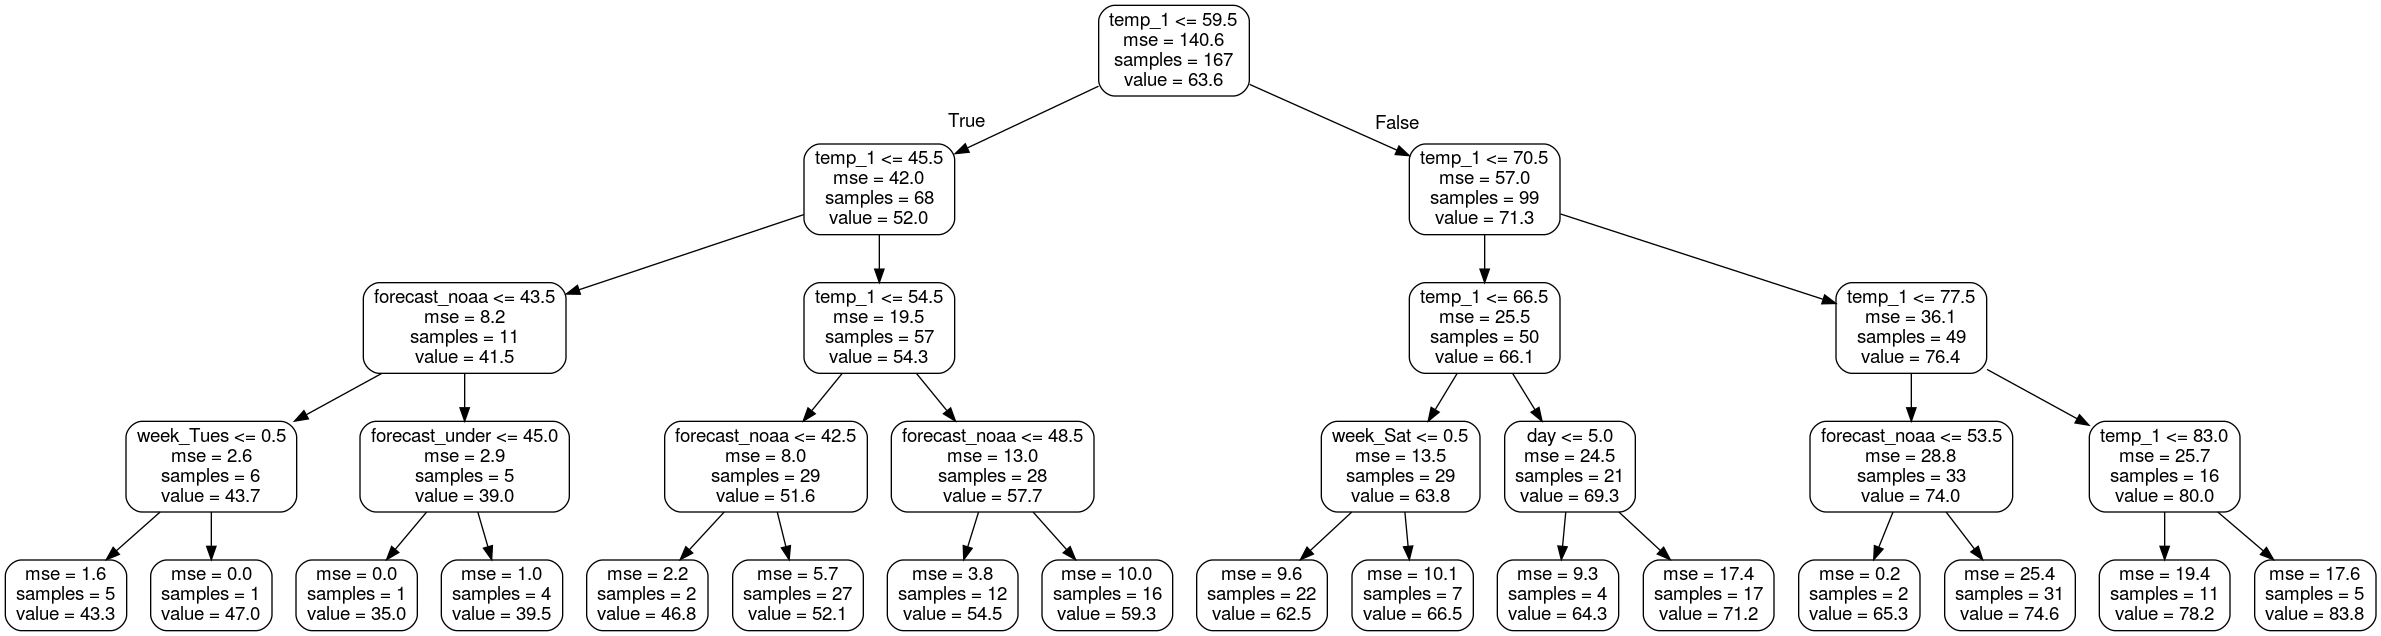 temp_1 <= 59.5
mse = 140.6
samples = 167
value = 63.6
True
False
temp_1 <= 45.5
mse = 42.0
samples = 68
value = 52.0
temp_1 <= 70.5
mse = 57.0
samples = 99
value = 71.3
forecast_noaa <= 43.5
mse = 8.2
samples = 11
value = 41.5
temp_1 <= 54.5
mse = 19.5
samples = 57
value = 54.3
temp_1 <= 66.5
mse = 25.5
samples = 50
value = 66.1
temp_1 <= 77.5
mse = 36.1
samples = 49
value = 76.4
week_Tues <= 0.5
mse = 2.6
samples = 6
value = 43.7
forecast_under <= 45.0
mse = 2.9
samples = 5
value = 39.0
forecast_noaa <= 42.5
mse = 8.0
samples = 29
value = 51.6
forecast_noaa <= 48.5
mse = 13.0
samples = 28
value = 57.7
week_Sat <= 0.5
mse = 13.5
samples = 29
value = 63.8
day <= 5.0
mse = 24.5
samples = 21
value = 69.3
forecast_noaa <= 53.5
mse = 28.8
samples = 33
value = 74.0
temp_1 <= 83.0
mse = 25.7
samples = 16
value = 80.0
mse = 1.6
samples = 5
value = 43.3
mse = 0.0
samples = 1
value = 47.0
mse = 0.0
samples = 1
value = 35.0
mse = 1.0
samples = 4
value = 39.5
mse = 2.2
samples = 2
value = 46.8
mse = 5.7
samples = 27
value = 52.1
mse = 3.8
samples = 12
value = 54.5
mse = 10.0
samples = 16
value = 59.3
mse = 9.6
samples = 22
value = 62.5
mse = 10.1
samples = 7
value = 66.5
mse = 9.3
samples = 4
value = 64.3
mse = 17.4
samples = 17
value = 71.2
mse = 0.2
samples = 2
value = 65.3
mse = 25.4
samples = 31
value = 74.6
mse = 19.4
samples = 11
value = 78.2
mse = 17.6
samples = 5
value = 83.8